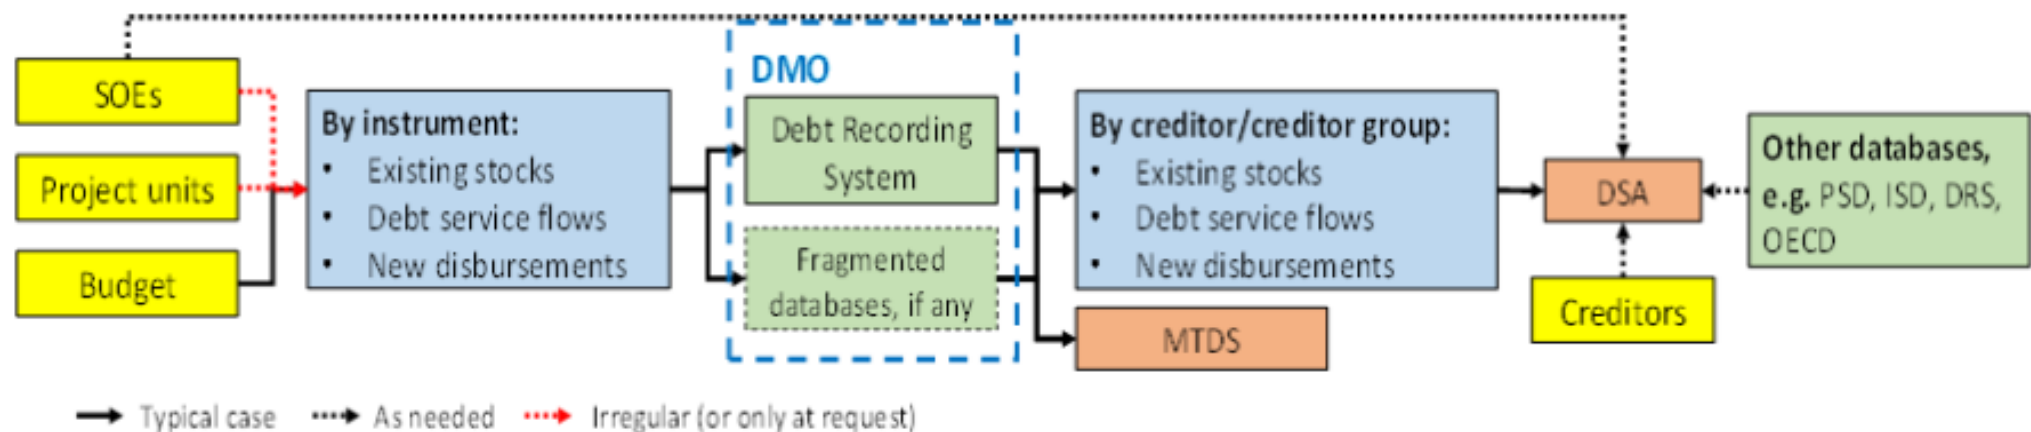 SOEs
Project units
Budget
By instrument:
• Existing stocks
• Debt service flows
• New disbursements
DMO
Debt Recording
System
Fragmented
databases, if any
By creditor/creditor group:
• Existing stocks
• Debt service flows
• New disbursements
MTDS
DSA
Creditors
Other databases,
e.g. PSD, ISD, DRS,
OECD
Typical case
As needed
Irregular (or only at request)